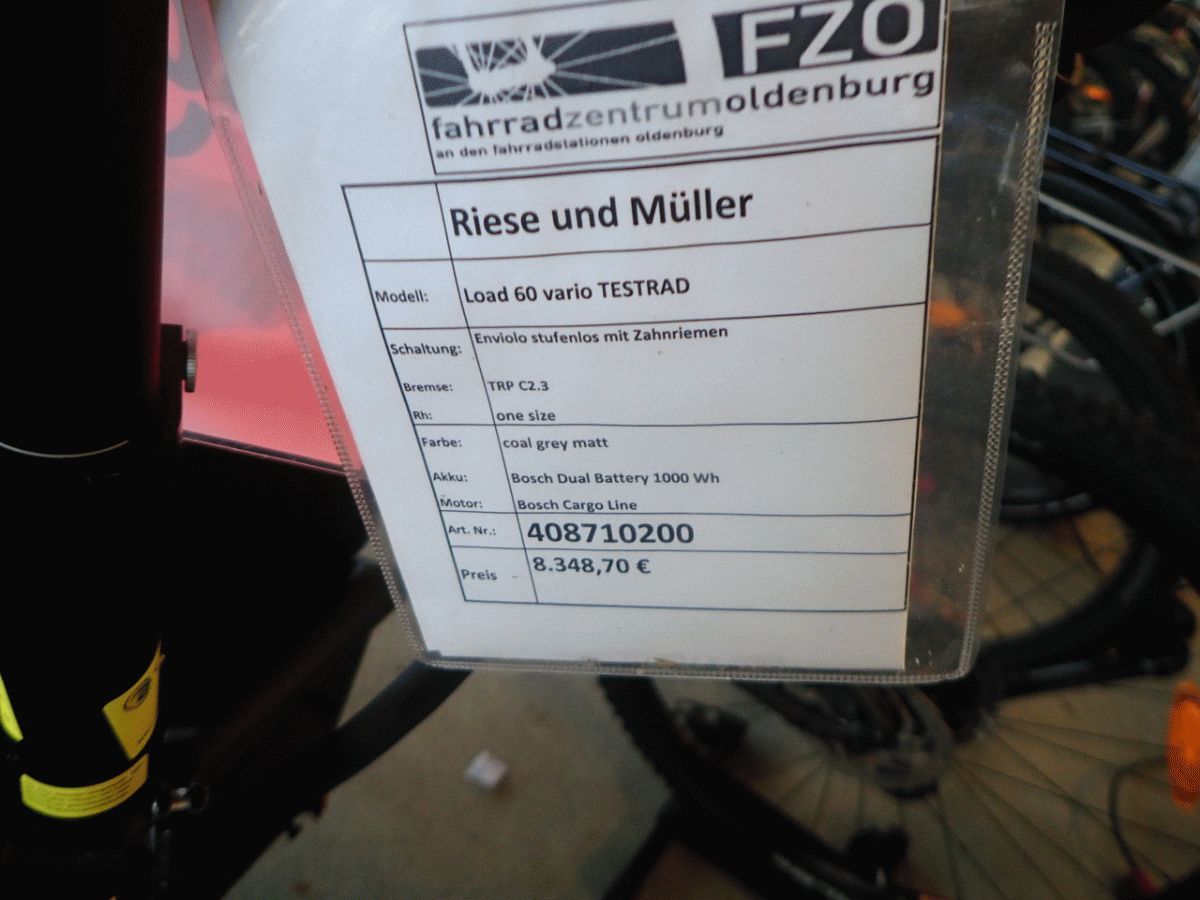 FZO
fahrradzentrumoldenburg
an den fahrradstationen oldenburg
Riese und Müller
Modell: Load 60 vario TESTRAD
Schaltung: Enviolo stufenlos mit Zahnriemen
Bremse: TRP C2.3
Rh: one size
Farbe: coal grey matt
Akku: Bosch Dual Battery 1000 Wh
Motor: Bosch Cargo Line
Art. Nr.: 408710200
Preis 8.348,70 €